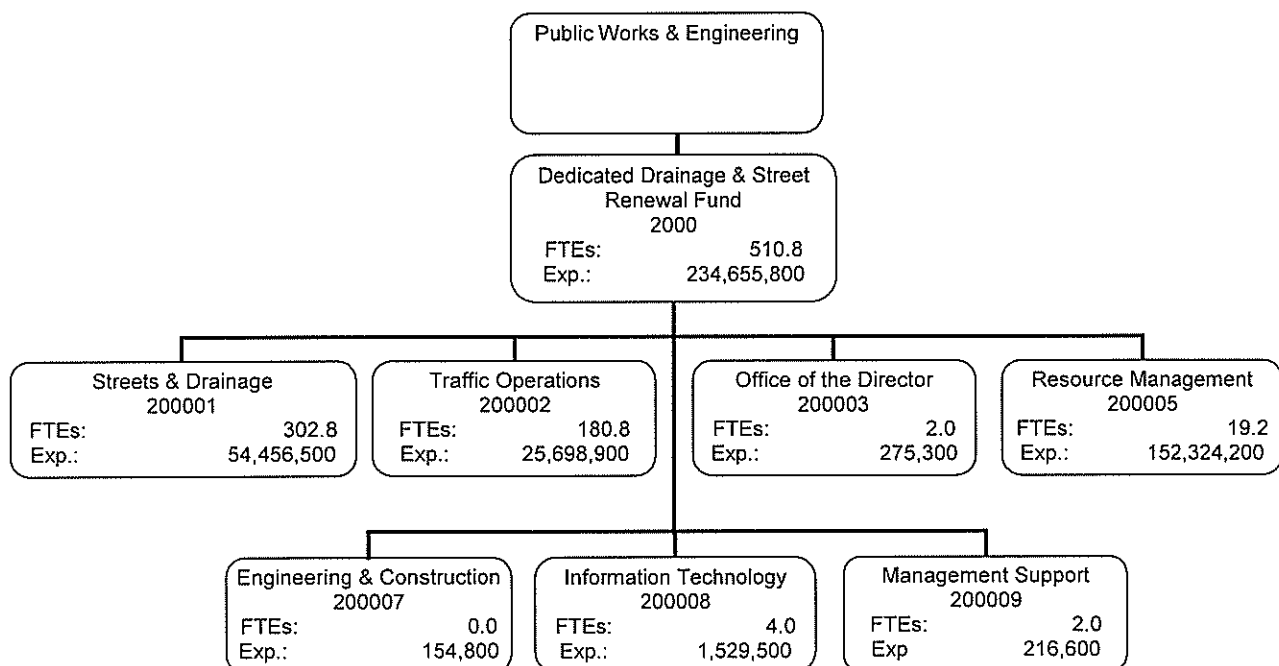 Public Works & Engineering
Dedicated Drainage & Street
Renewal Fund
2000
FTEs: 510.8
Exp.: 234,655,800
Streets & Drainage
200001
FTEs: 302.8
Exp.: 54,456,500
Traffic Operations
200002
FTEs: 180.8
Exp.: 25,698,900
Office of the Director
200003
FTEs: 2.0
Exp.: 275,300
Resource Management
200005
FTEs: 19.2
Exp.: 152,324,200
Engineering & Construction
200007
FTEs: 0.0
Exp.: 154,800
Information Technology
200008
FTEs: 4.0
Exp.: 1,529,500
Management Support
200009
FTEs: 2.0
Exp 216,600